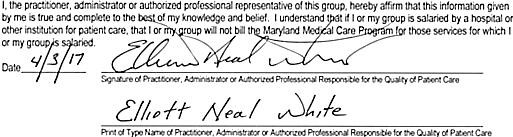 I, the practitioner, administrator or authorized professional representative of this group, hereby affirm that this information given
by me is true and complete to the best of my knowledge and belief. I understand that if I or my group is salaried by a hospital or
other institution for patient care, that I or my group will not bill the Maryland Medical Care Program for those services for which I
or my group is salaried.
Date 4/3/17 Elliott Neal White
Signature of Practitioner, Administrator or Authorized Professional Responsible for the Quality of Patient Care
Elliott Neal White
Print of Type Name of Practitioner, Administrator or Authorized Professional Responsible for the Quality of Patient Care